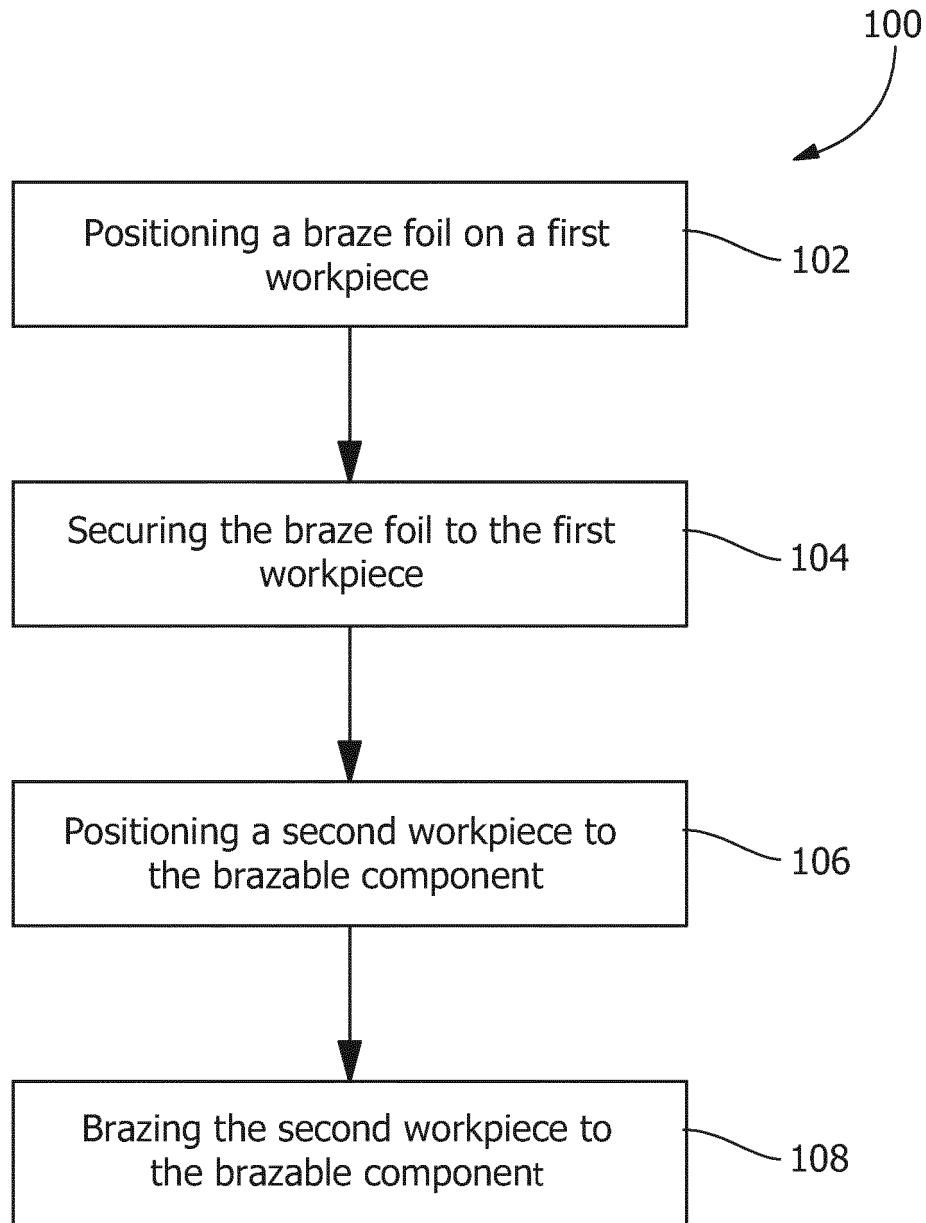 100
Positioning a braze foil on a first
workpiece
102
Securing the braze foil to the first
workpiece
104
Positioning a second workpiece to
the brazable component
106
Brazing the second workpiece to
the brazable component
108